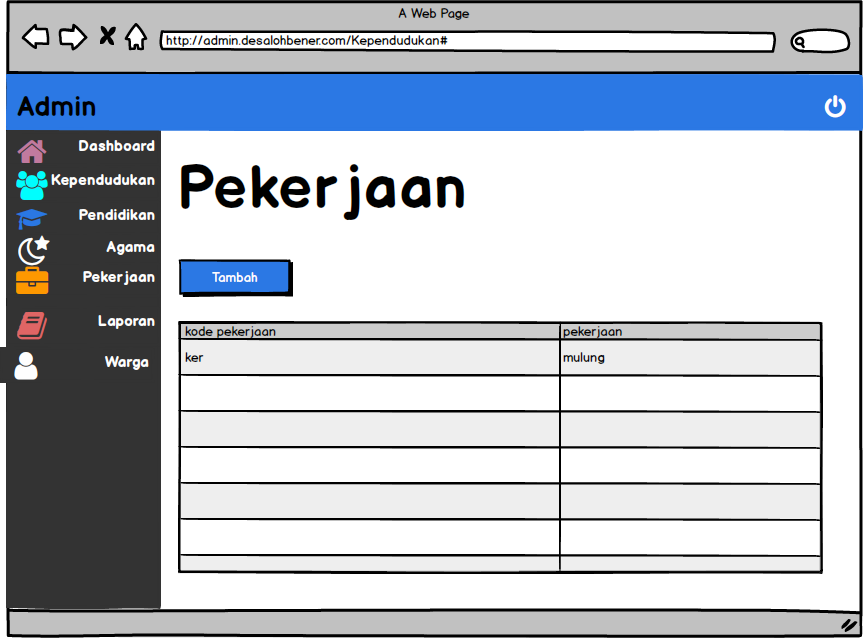 A Web Page
http://admin.desalohbener.com/Kependudukan#
Admin
Dashboard
Kependudukan
Pendidikan
Agama
Pekerjaan
Laporan
Warga
Pekerjaan
Tambah
kode pekerjaan pekerjaan
ker mulung